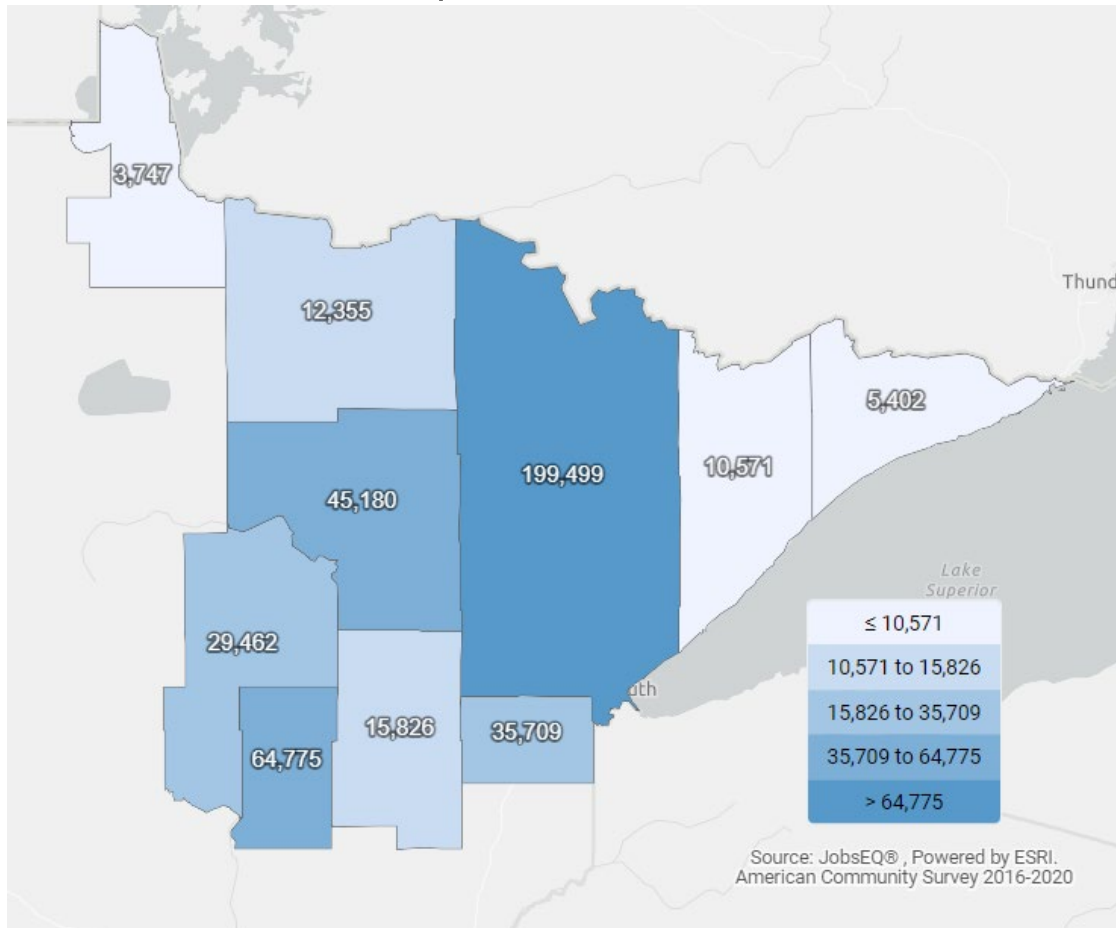 3,747
Thund
12,355
5,402
10,571
199,499
45,180
Lake
Superior
≤ 10,571
29,462
10,571 to 15,826
uth
15,826 to 35,709
15,826
35,709
64,775
35,709 to 64,775
> 64,775
Source: JobsEQ® , Powered by ESRI.
American Community Survey 2016-2020